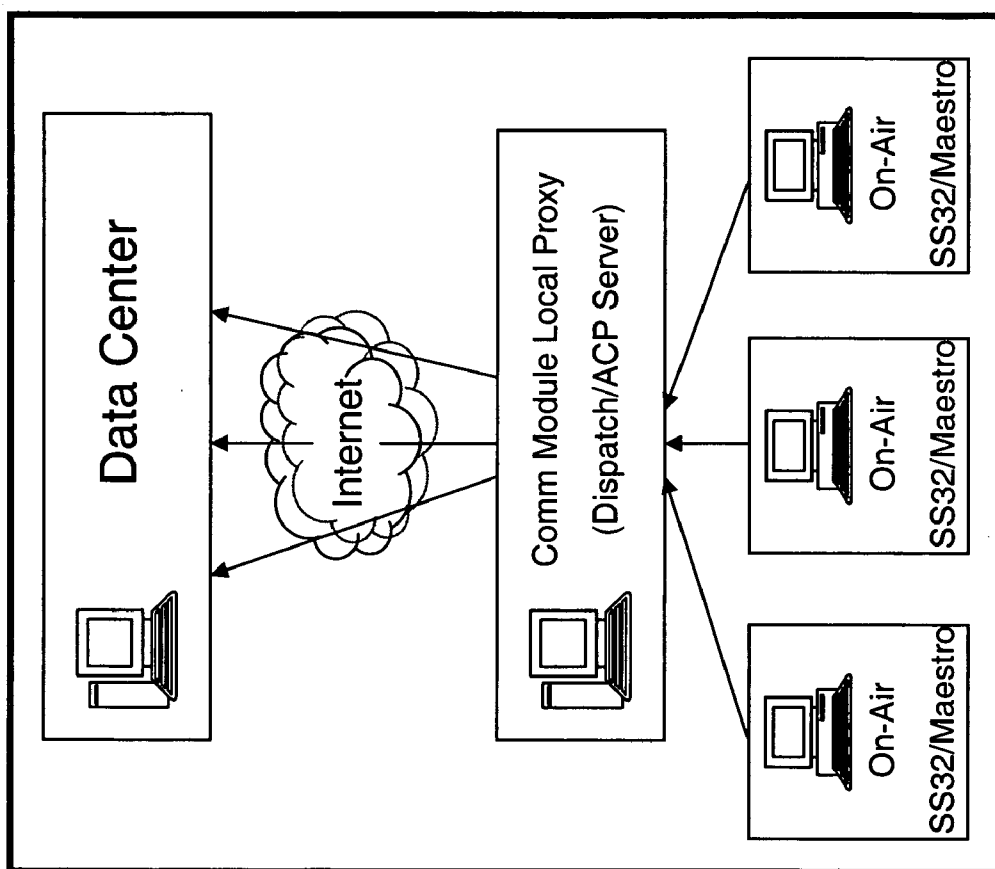 Data Center
Internet
Comm Module Local Proxy
(Dispatch/ACP Server)
On-Air
SS32/Maestro
On-Air
SS32/Maestro
On-Air
SS32/Maestro